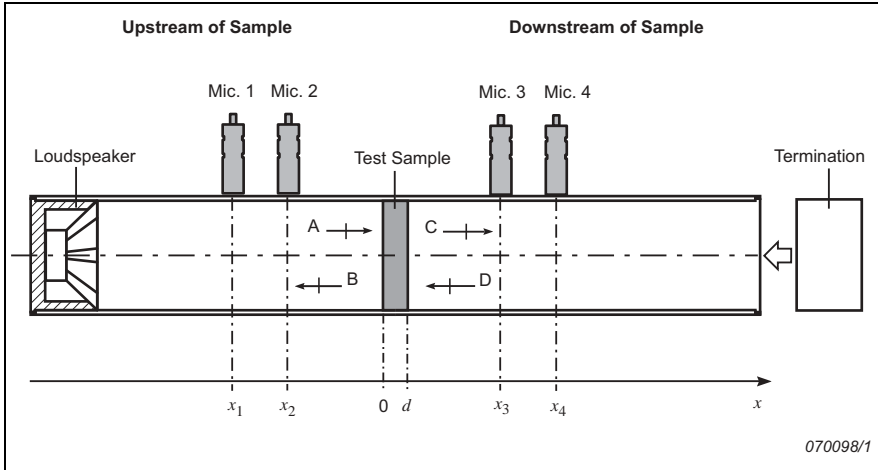 Upstream of Sample Downstream of Sample
Mic. 1 Mic. 2 Mic. 3 Mic. 4
Loudspeaker Test Sample Termination
A C
B D
x1 x2 0 d x3 x4 x
070098/1